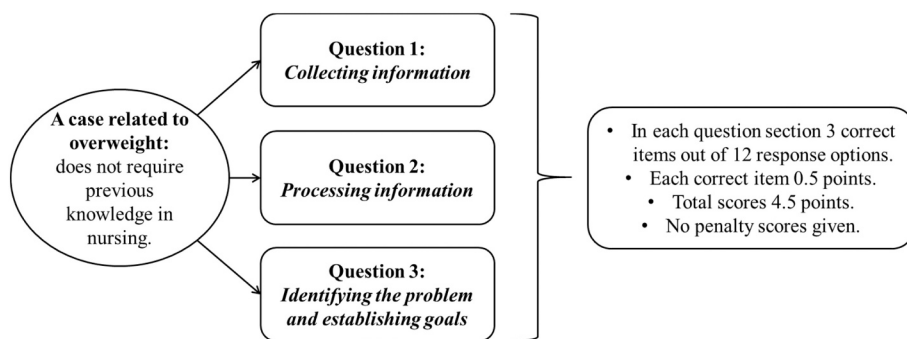 A case related to
overweight:
does not require
previous
knowledge in
nursing.
Question 1:
Collecting information
Question 2:
Processing information
Question 3:
Identifying the problem
and establishing goals
• In each question section 3 correct
items out of 12 response options.
• Each correct item 0.5 points.
• Total scores 4.5 points.
• No penalty scores given.